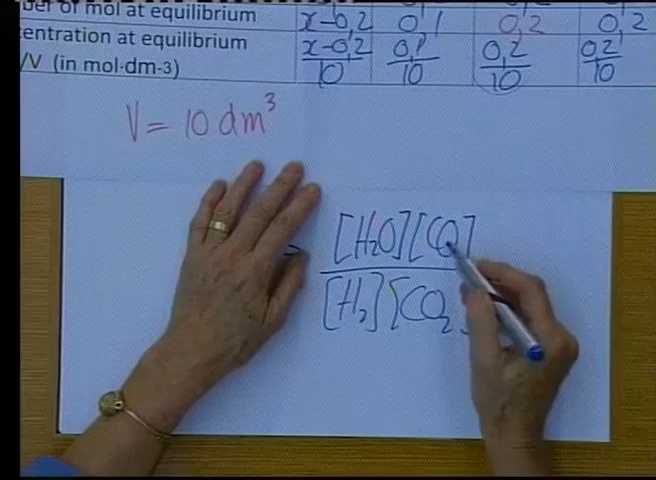 ber of mol at equilibrium x-0,2 0,1 0,2 0,2
entration at equilibrium x-0,2 0,1 0,2 0,2
/V (in mol·dm-3) 10 10 10 10
V = 10 dm³
[H₂O][CO]
[H₂][CO₂